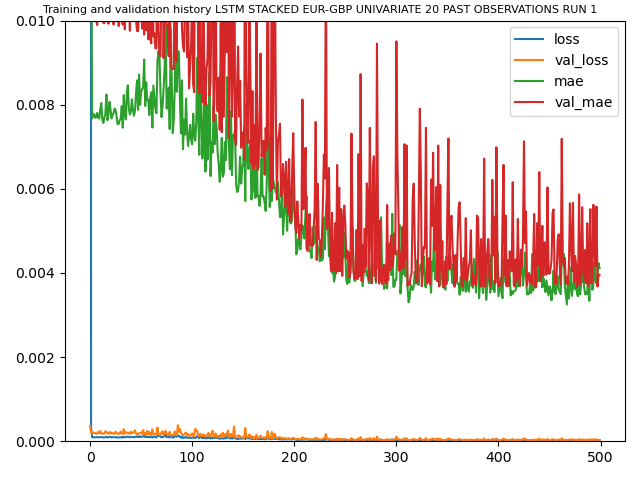 Training and validation history LSTM STACKED EUR-GBP UNIVARIATE 20 PAST OBSERVATIONS RUN 1
0.010
0.008
0.006
0.004
0.002
0.000
0 100 200 300 400 500
loss
val_loss
mae
val_mae